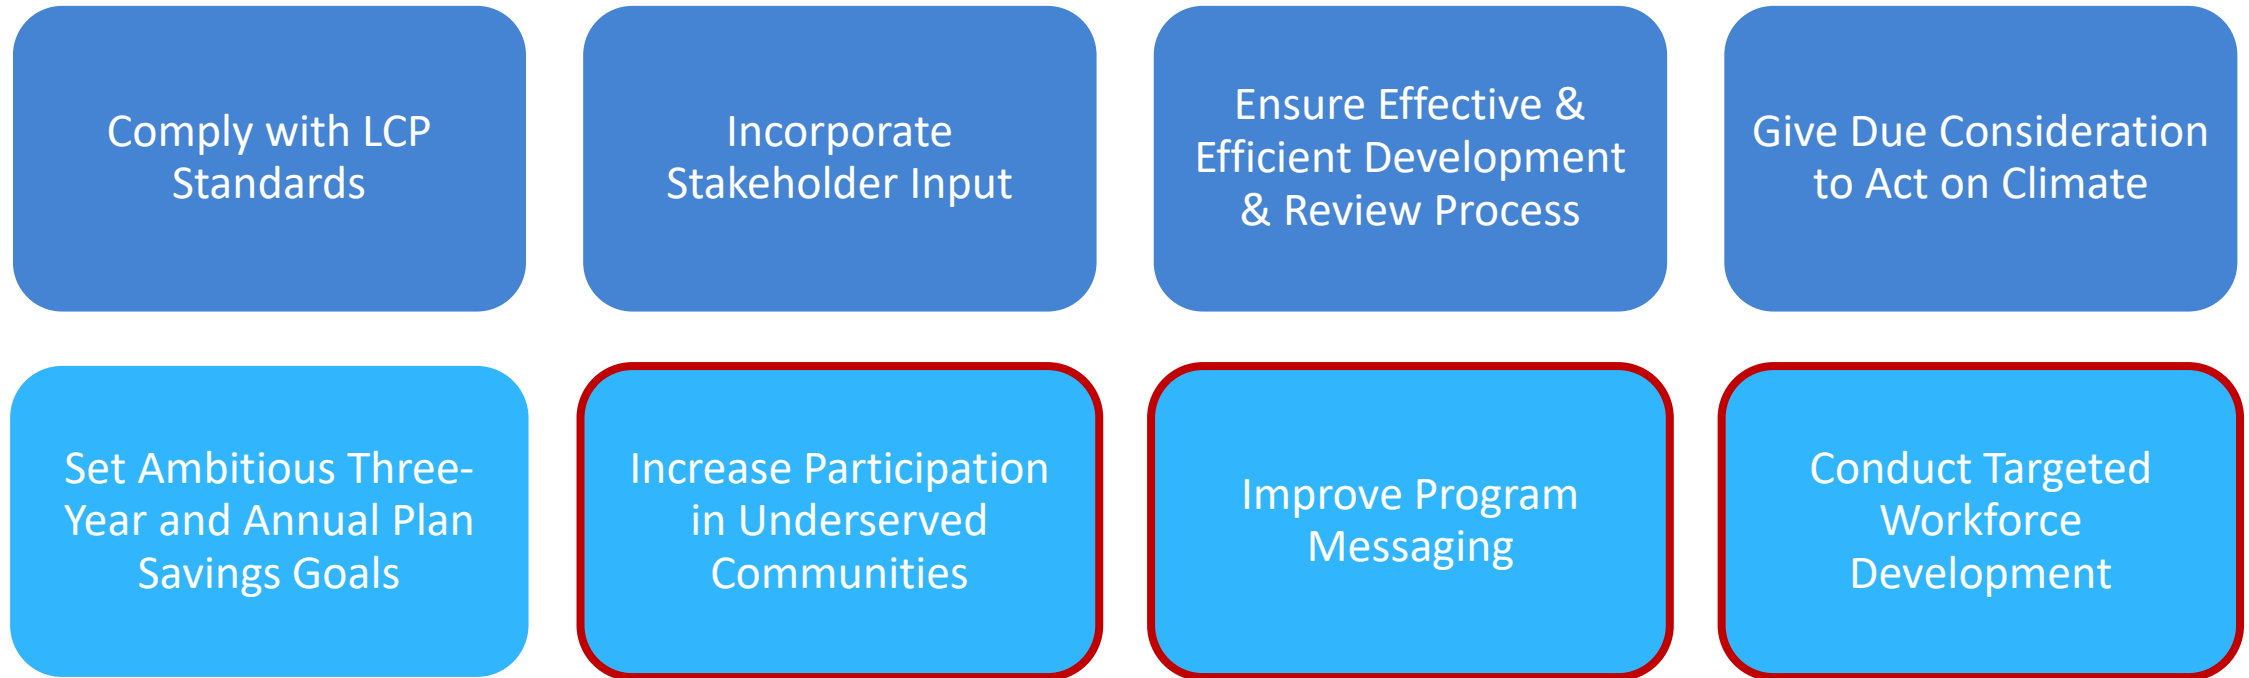 Comply with LCP
Standards
Incorporate
Stakeholder Input
Ensure Effective &
Efficient Development
& Review Process
Give Due Consideration
to Act on Climate
Set Ambitious Three-
Year and Annual Plan
Savings Goals
Increase Participation
in Underserved
Communities
Improve Program
Messaging
Conduct Targeted
Workforce
Development